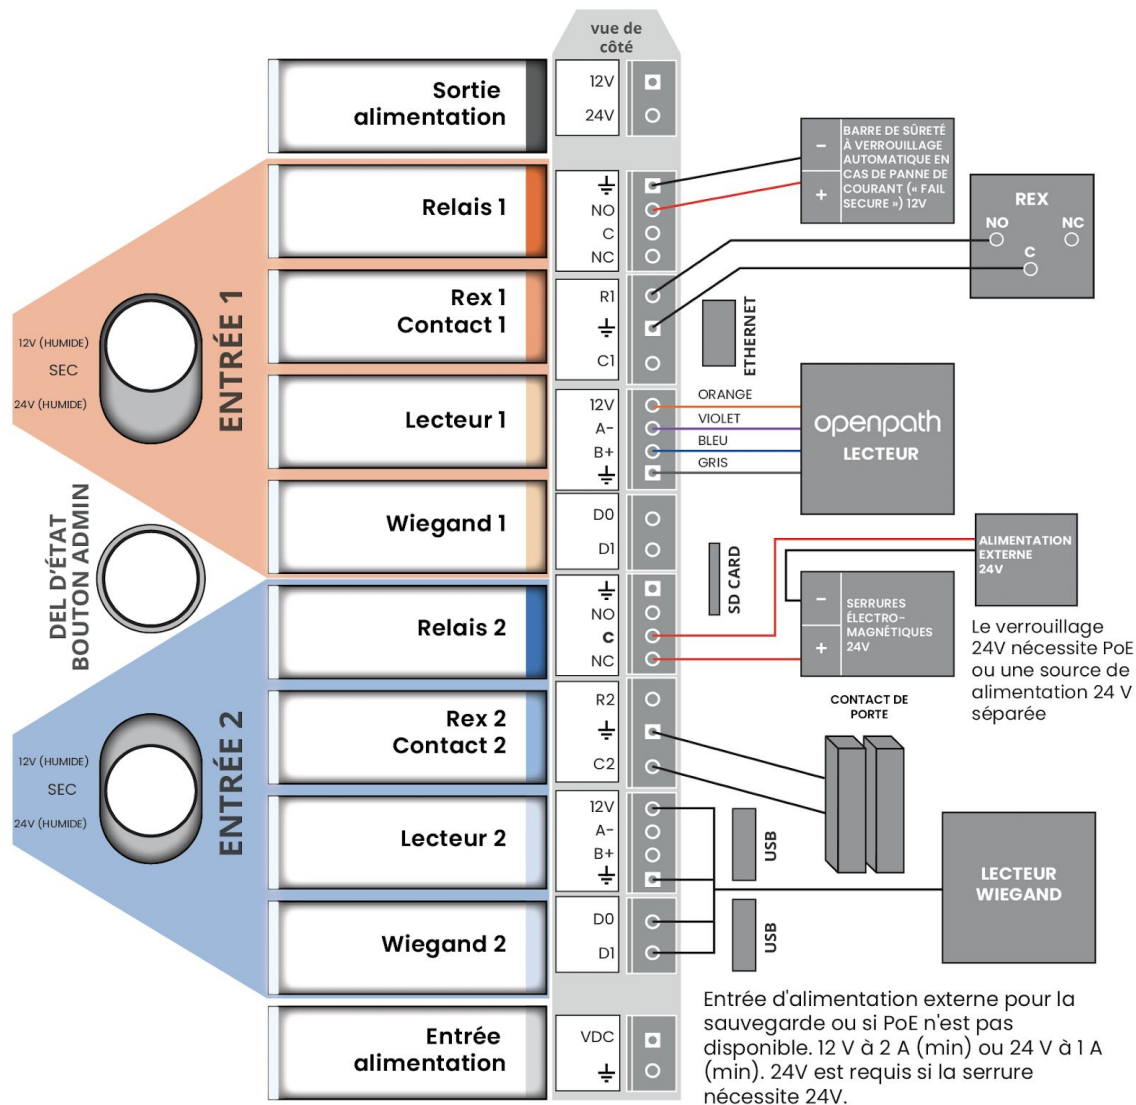 vue de
côté
Sortie
alimentation
12V
24V
Relais 1
NO
C
NC
BARRE DE SÛRETÉ
À VERROUILLAGE
AUTOMATIQUE EN
CAS DE PANNE DE
COURANT (« FAIL
SECURE ») 12V
−
+
REX
NO
NC
C
ENTRÉE 1
12V (HUMIDE)
SEC
24V (HUMIDE)
Rex 1
Contact 1
R1
C1
ETHERNET
Lecteur 1
12V
A-
B+
ORANGE
VIOLET
BLEU
GRIS
openpath
LECTEUR
Wiegand 1
D0
D1
SD CARD
DEL D'ÉTAT
BOUTON ADMIN
Relais 2
NO
C
NC
ALIMENTATION
EXTERNE
24V
−
+
SERRURES
ÉLECTRO-
MAGNÉTIQUES
24V
Le verrouillage
24V nécessite PoE
ou une source de
alimentation 24 V
séparée
ENTRÉE 2
12V (HUMIDE)
SEC
24V (HUMIDE)
Rex 2
Contact 2
R2
C2
CONTACT DE
PORTE
Lecteur 2
12V
A-
B+
USB
LECTEUR
WIEGAND
Wiegand 2
D0
D1
USB
Entrée
alimentation
VDC
Entrée d'alimentation externe pour la
sauvegarde ou si PoE n'est pas
disponible. 12 V à 2 A (min) ou 24 V à 1 A
(min). 24V est requis si la serrure
nécessite 24V.